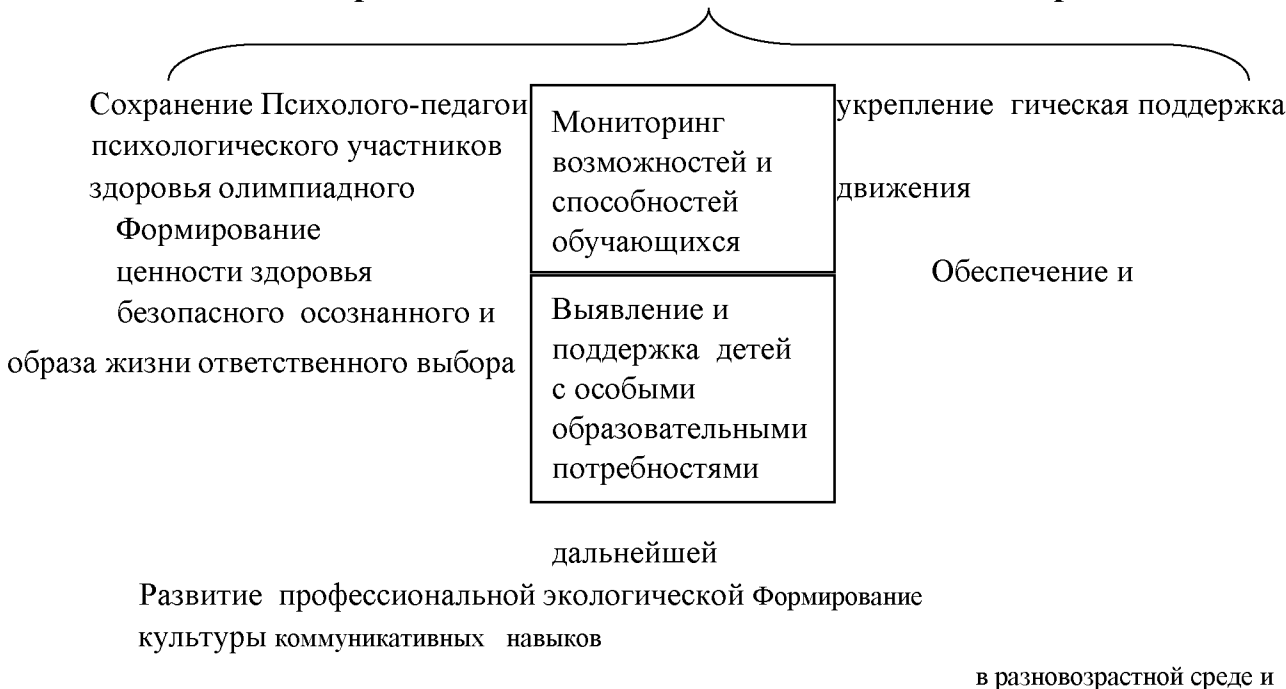 Сохранение Психолого-педагои
укрепление гическая поддержка
психологического участников
здоровья олимпиадного
движения
Формирование
ценности здоровья
Обеспечение и
безопасного осознанного и
образа жизни ответственного выбора
Мониторинг
возможностей и
способностей
обучающихся
Выявление и
поддержка детей
с особыми
образовательными
потребностями
дальнейшей
Развитие профессиональной экологической Формирование
культуры коммуникативных навыков
в разновозрастной среде и